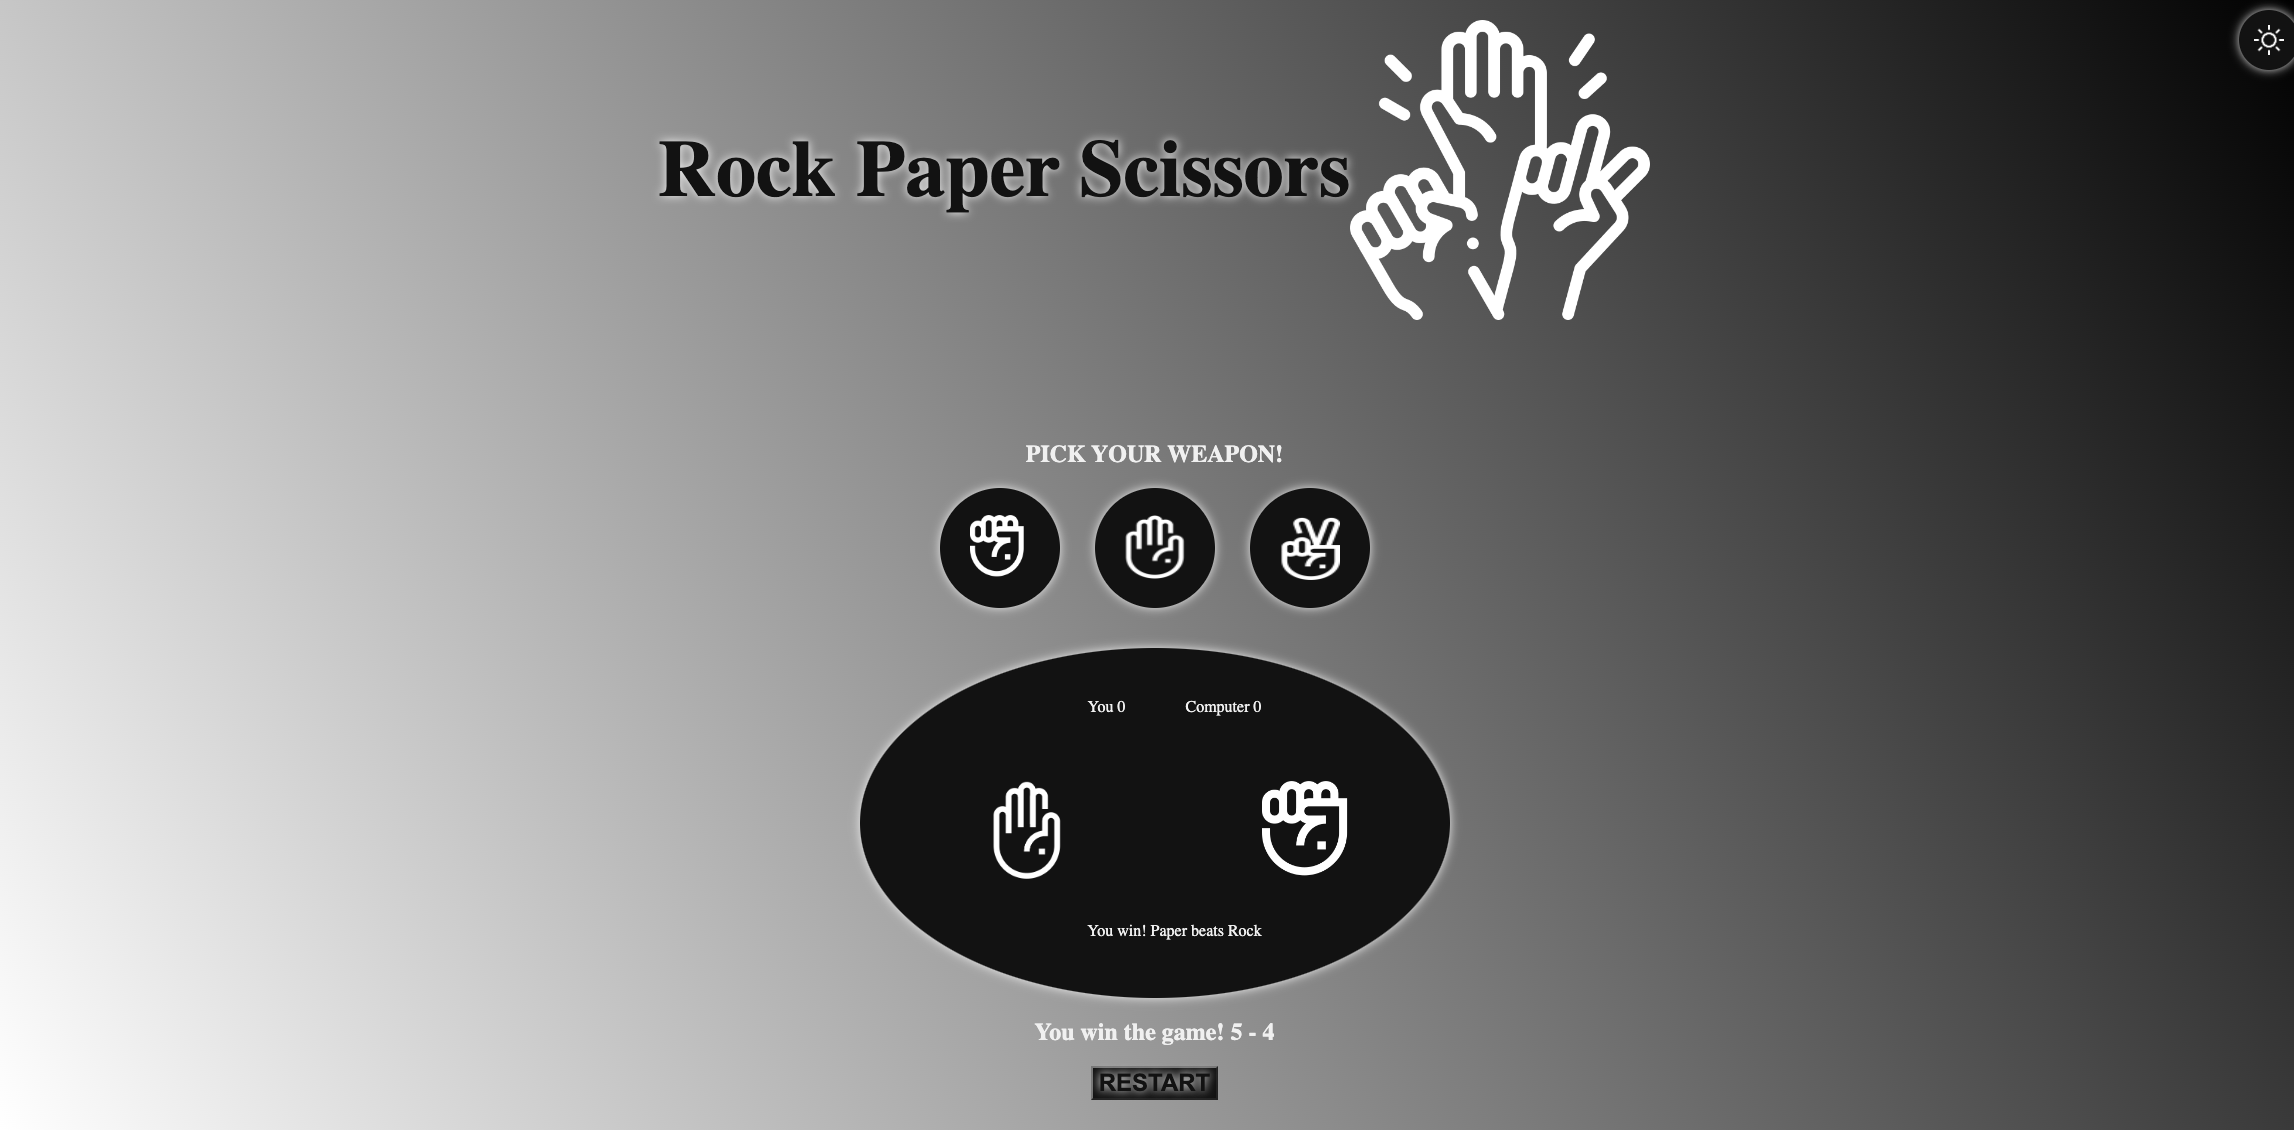 Rock Paper Scissors
PICK YOUR WEAPON!
You 0 Computer 0
You win! Paper beats Rock
You win the game! 5 - 4
RESTART